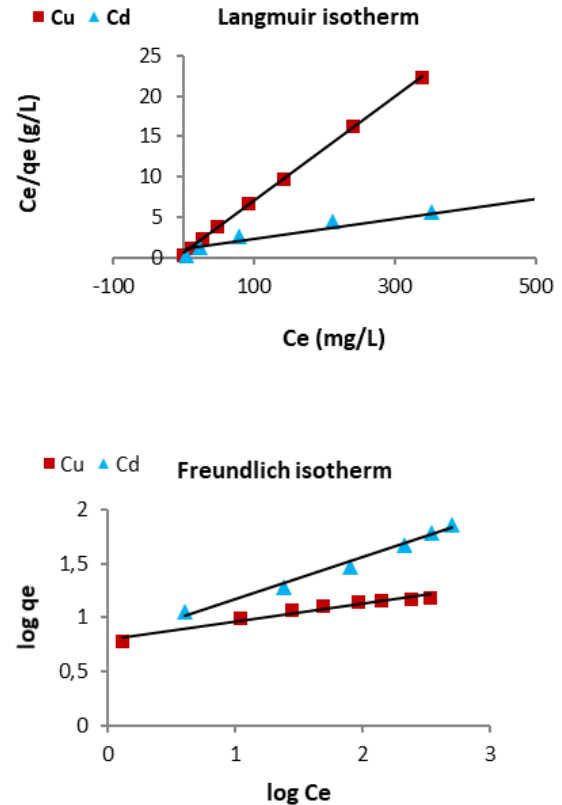 Cu Cd Langmuir isotherm
25
20
15
10
5
0
Ce/qe (g/L)
-100 100 300 500
Ce (mg/L)
Cu Cd Freundlich isotherm
2
1,5
1
0,5
0
log qe
0 1 2 3
log Ce